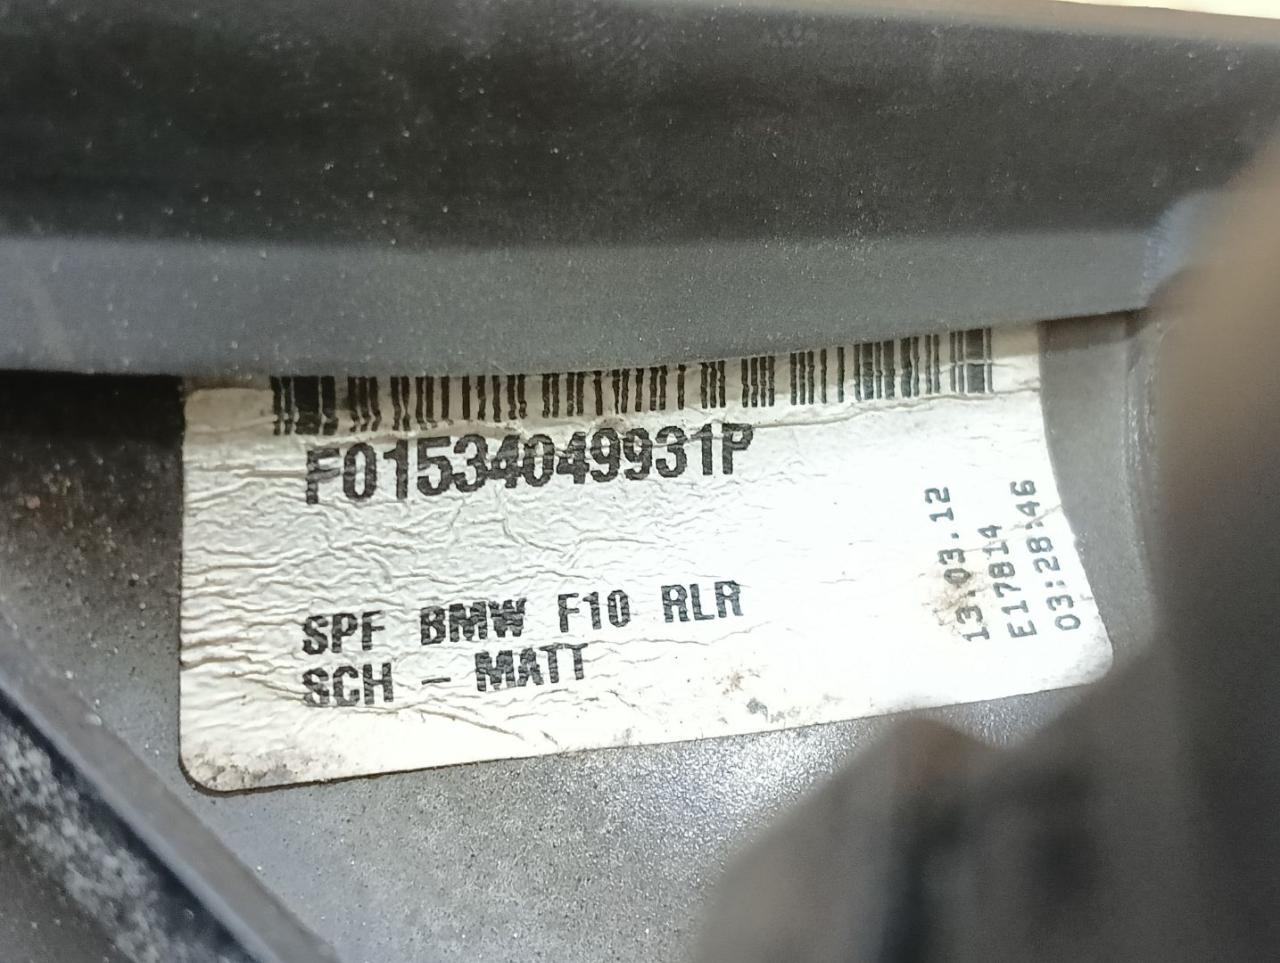 F01534049931P
SPF BMW F10 RLR
SCH - MATT
13.03.12
E17814
03:28:46